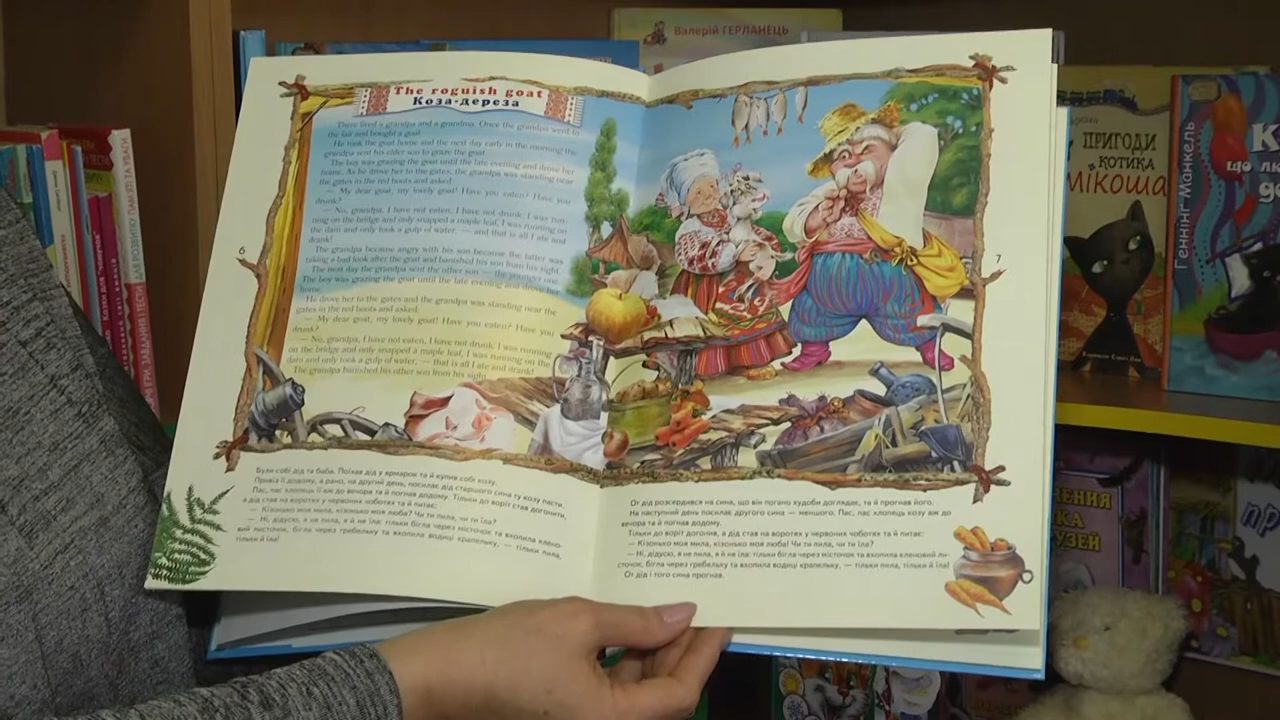 Валерій ГЕРЛАНЕЦЬ
The roguish goat
Коза-дереза
There lived a grandpa and a grandma. Once the grandpa went to
the fair and bought a goat.
He took the goat home and the next day early in the morning the
grandpa sent his elder son to graze the goat.
The boy was grazing the goat until the late evening and drove her
home. As he drove her to the gates, the grandpa was standing near
the gates in the red boots and asked:
— My dear goat, my lovely goat! Have you eaten? Have you
drunk?
— No, grandpa, I have not eaten, I have not drunk: I was run-
ning on the bridge and only snapped a maple leaf, I was running on
the dam and only took a gulp of water, — and that is all I ate and
drank!
The grandpa became angry with his son because the latter was
taking a bad look after the goat and banished his son from his sight.
The next day the grandpa send the other son — the younger one.
The boy was grazing the goat until the late evening and drove her
home.
He drove her to the gates and the grandpa was standing near the
gates in the red boots and asked:
— My dear goat, my lovely goat! Have you eaten? Have you
drunk?
— No, grandpa, I have not eaten, I have not drunk: I was running
on the bridge and only snapped a maple leaf, I was running on the
dam and only took a gulp of water, — that is all I ate and drank!
The grandpa banished his other son from his sight.
6
7
Були собі дід та баба. Поїхав дід у ярмарок та й купив собі козу.
Привіз її додому, а рано, на другий день, посилає дід старшого сина ту козу пасти.
Пас, пас хлопець її аж до вечора та й погнав додому. Тільки до воріт став догонити,
а дід став на воротях у червоних чоботях та й питає:
— Кізонько моя мила, кізонько моя люба? Чи ти пила, чи ти їла?
— Ні, дідусю, я не пила, я й не їла: тільки бігла через місточок та вхопила клено-
вий листочок, бігла через гребельку та вхопила водиці крапельку, — тільки пила,
тільки й їла!
От дід розсердився на сина, що він погано худоби доглядає, та й прогнав його.
На наступний день посилає другого сина — меншого. Пас, пас хлопець козу аж до
вечора та й погнав додому.
Тільки до воріт догонив, а дід став на воротях у червоних чоботях та й питає:
— Кізонько моя мила, кізонько моя люба! Чи ти пила, чи ти їла?
— Ні, дідусю, я не пила, я й не їла: тільки бігла через місточок та вхопила кленовий ли-
сточок, бігла через гребельку та вхопила водиці крапельку, — тільки пила, тільки й їла!
От дід і того сина прогнав.
ПРИГОДИ
КОТИКА
МІКОША
Геннінг Манкель
ДЛЯ РОЗВИТКУ ПАМ'ЯТІ ТА УВАГИ